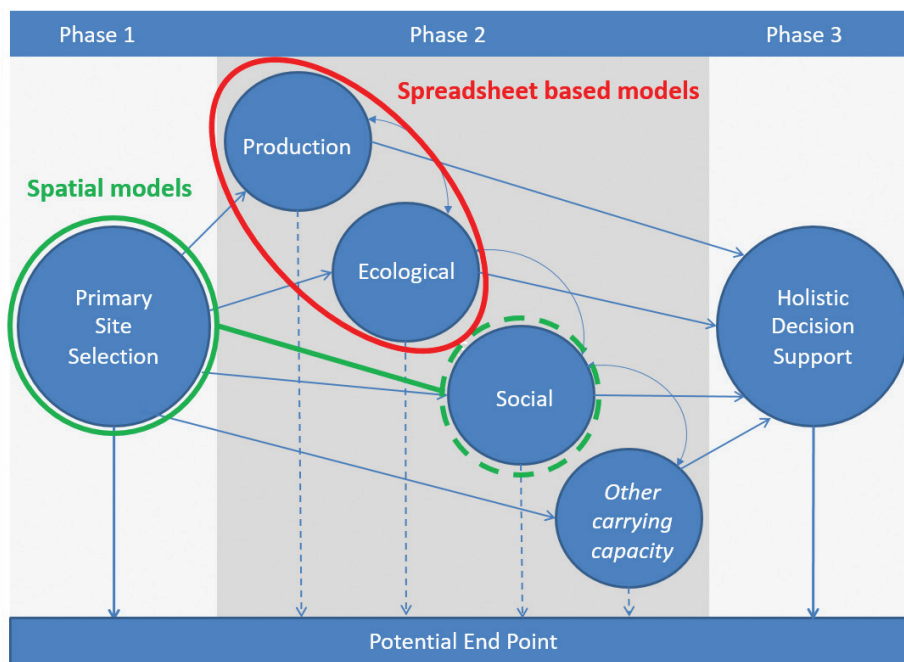 Phase 1
Phase 2
Phase 3
Spreadsheet based models
Production
Spatial models
Ecological
Primary
Site
Selection
Holistic
Decision
Support
Social
Other
carrying
capacity
Potential End Point